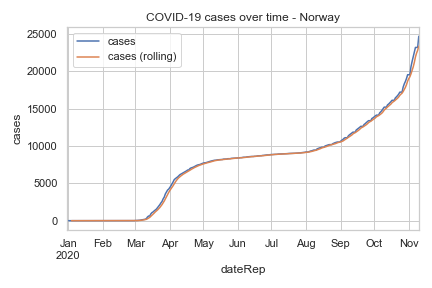 COVID-19 cases over time - Norway
cases
cases (rolling)
25000
20000
15000
10000
5000
0
cases
Jan Feb Mar Apr May Jun Jul Aug Sep Oct Nov
2020
dateRep